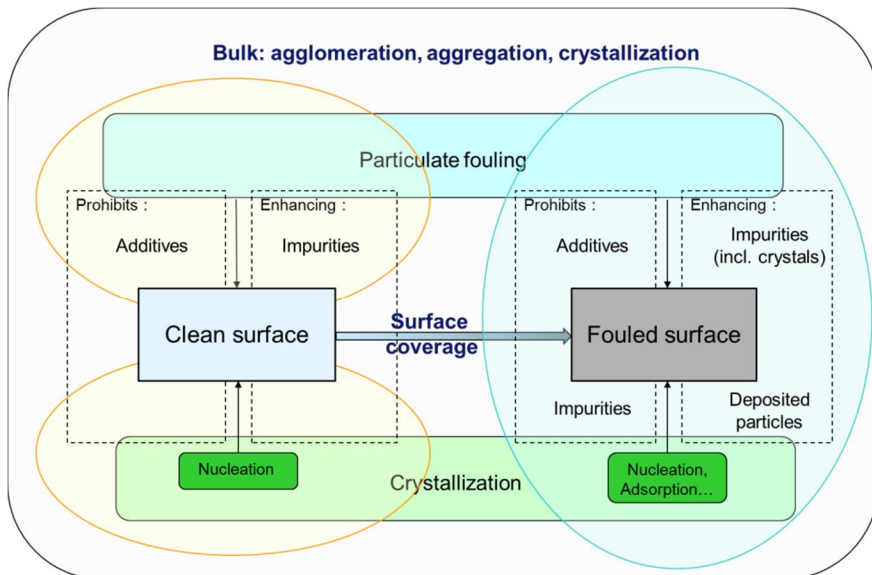 Bulk: agglomeration, aggregation, crystallization
Particulate fouling
Prohibits :
Enhancing :
Additives
Impurities
Prohibits :
Enhancing :
Additives
Impurities
(incl. crystals)
Clean surface
Surface
coverage
Fouled surface
Impurities
Deposited
particles
Nucleation
Crystallization
Nucleation,
Adsorption…